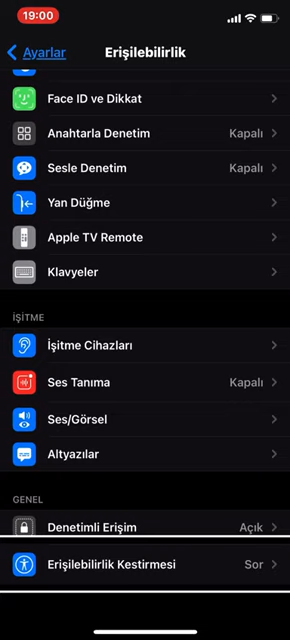 19:00
Ayarlar
Erişilebilirlik
Face ID ve Dikkat
Anahtarla Denetim Kapalı
Sesle Denetim Kapalı
Yan Düğme
Apple TV Remote
Klavyeler
İŞİTME
İşitme Cihazları
Ses Tanıma Kapalı
Ses/Görsel
Altyazılar
GENEL
Denetimli Erişim Açık
Erişilebilirlik Kestirmesi Sor